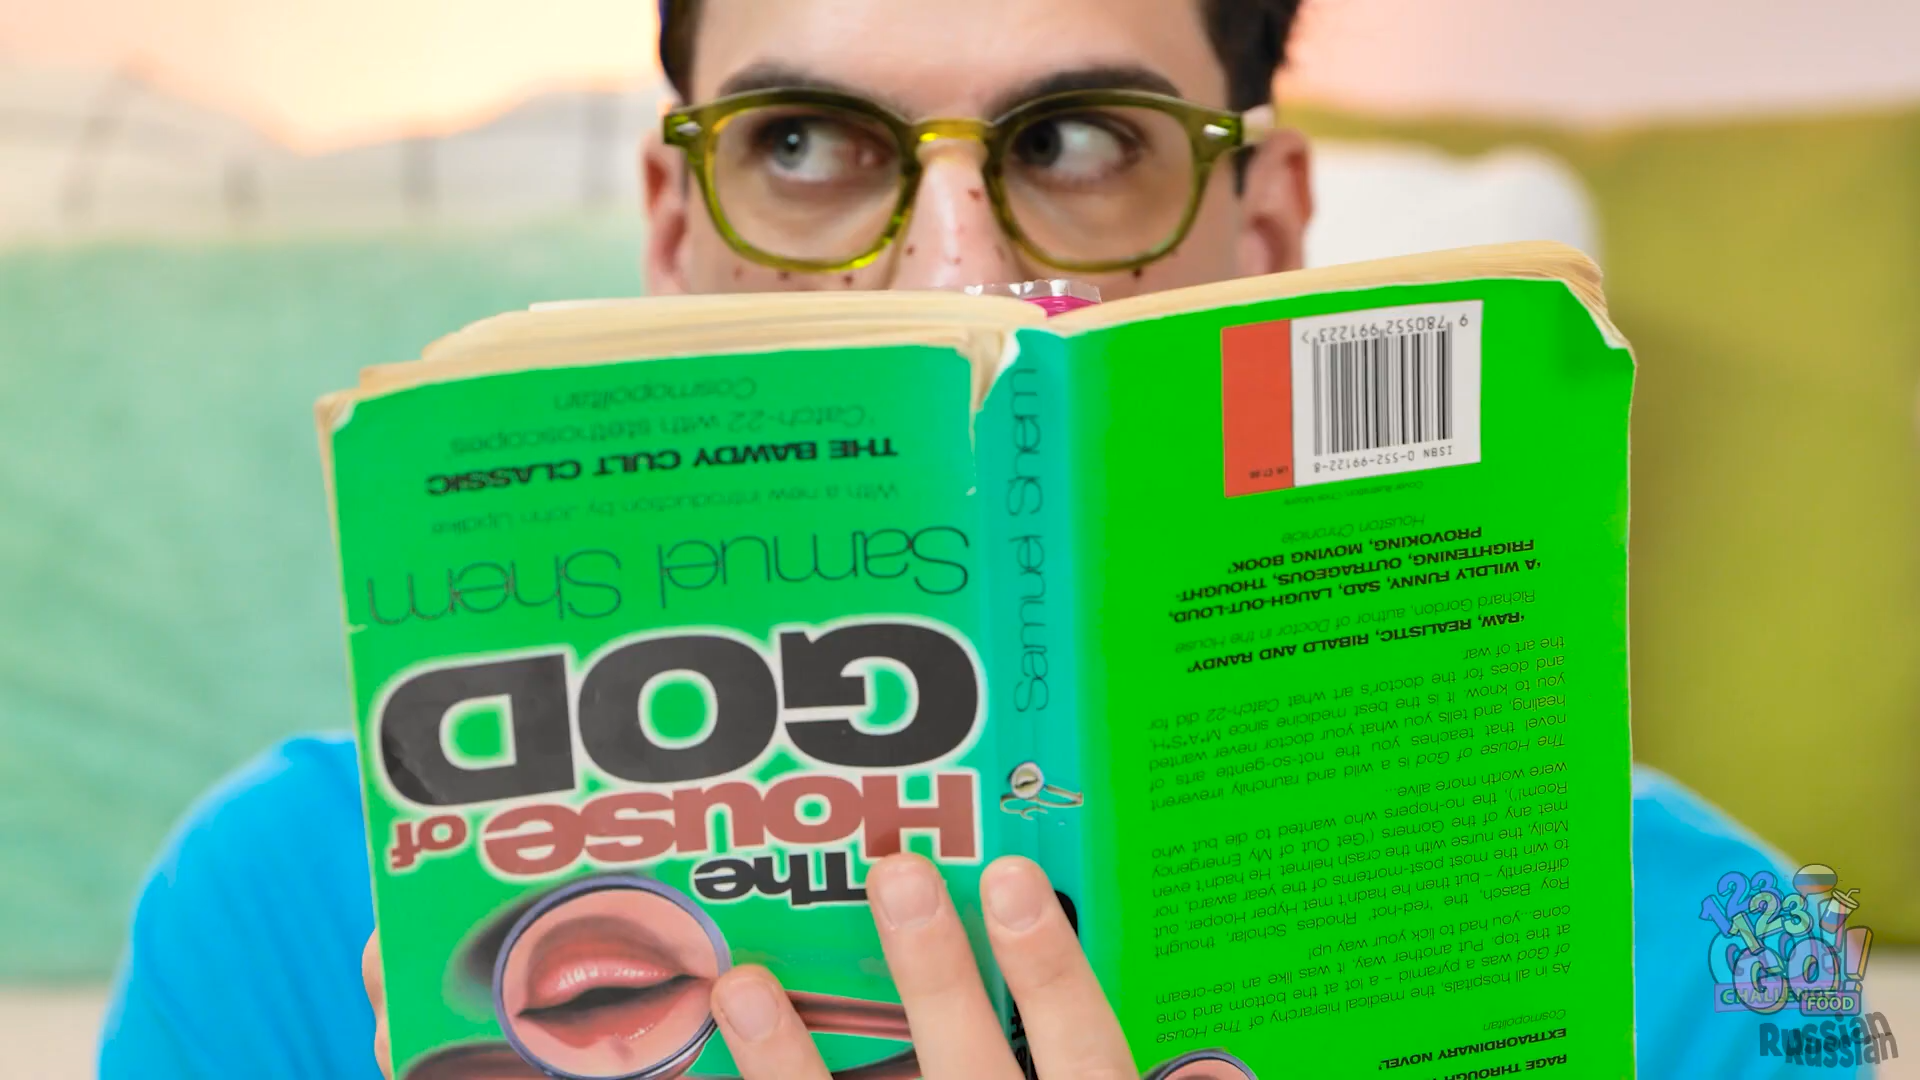 The
House of
GOD
Samuel Shem
With a new introduction by John Updike
THE BAWDY CULT CLASSIC
'Catch-22 with stethoscopes'
Cosmopolitan
Samuel Shem
RAGE THROUGH
EXTRAORDINARY NOVEL'
Cosmopolitan
As in all hospitals, the medical hierarchy of The House
of God was a pyramid – a lot at the bottom and one
at the top. Put another way, it was like an ice-cream
cone...you had to lick your way up!
Roy Basch, the 'red-hot' Rhodes Scholar, thought
differently – but then he hadn't met Hyper Hooper, out
to win the most post-mortems of the year award, nor
Molly, the nurse with the crash helmet. He hadn't even
met any of the Gomers ('Get Out of My Emergency
Room!'), the no-hopers who wanted to die but who
were worth more alive...
The House of God is a wild and raunchily irreverent
novel that teaches you the not-so-gentle arts of
healing, and tells you what your doctor never wanted
you to know. It is the best medicine since M*A*S*H,
and does for the doctor's art what Catch-22 did for
the art of war.
'RAW, REALISTIC, RIBALD AND RANDY'
Richard Gordon, author of Doctor in the House
'A WILDLY FUNNY, SAD, LAUGH-OUT-LOUD,
FRIGHTENING, OUTRAGEOUS, THOUGHT-
PROVOKING, MOVING BOOK'
Houston Chronicle
ISBN 0-552-99122-8
9 780552 991223 >
123
123
GO!
CHALLENGE
FOOD
Russian
Russian